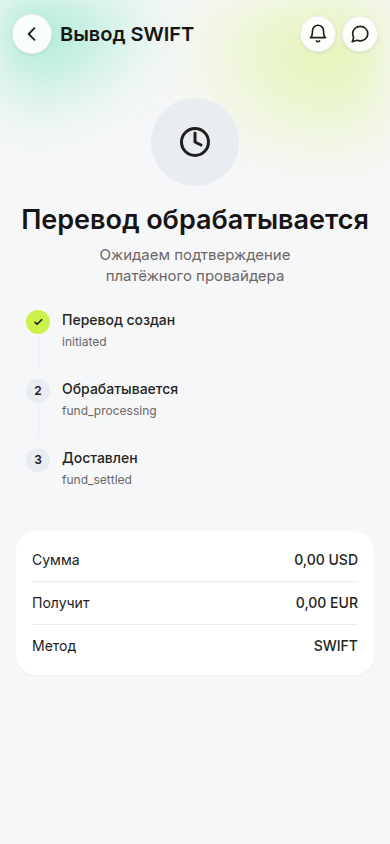 Вывод SWIFT
Перевод обрабатывается
Ожидаем подтверждение
платёжного провайдера
Перевод создан
initiated
2 Обрабатывается
fund_processing
3 Доставлен
fund_settled
Сумма 0,00 USD
Получит 0,00 EUR
Метод SWIFT